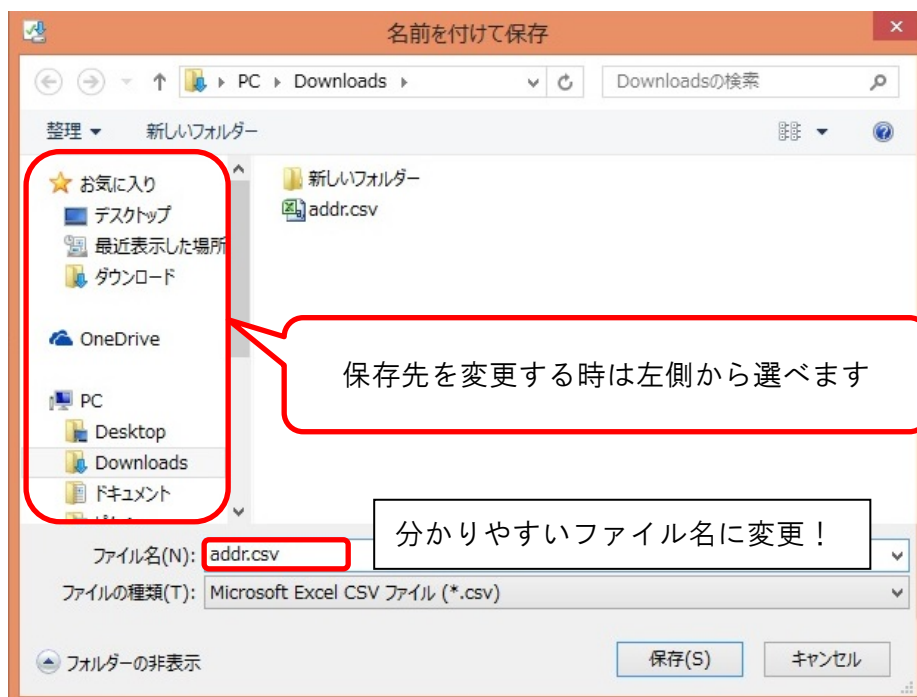 名前を付けて保存
PC Downloads
Downloadsの検索
整理
新しいフォルダー
お気に入り
デスクトップ
最近表示した場所
ダウンロード
OneDrive
PC
Desktop
Downloads
ドキュメント
新しいフォルダー
addr.csv
保存先を変更する時は左側から選べます
分かりやすいファイル名に変更！
ファイル名(N): addr.csv
ファイルの種類(T): Microsoft Excel CSV ファイル (*.csv)
フォルダーの非表示
保存(S)
キャンセル